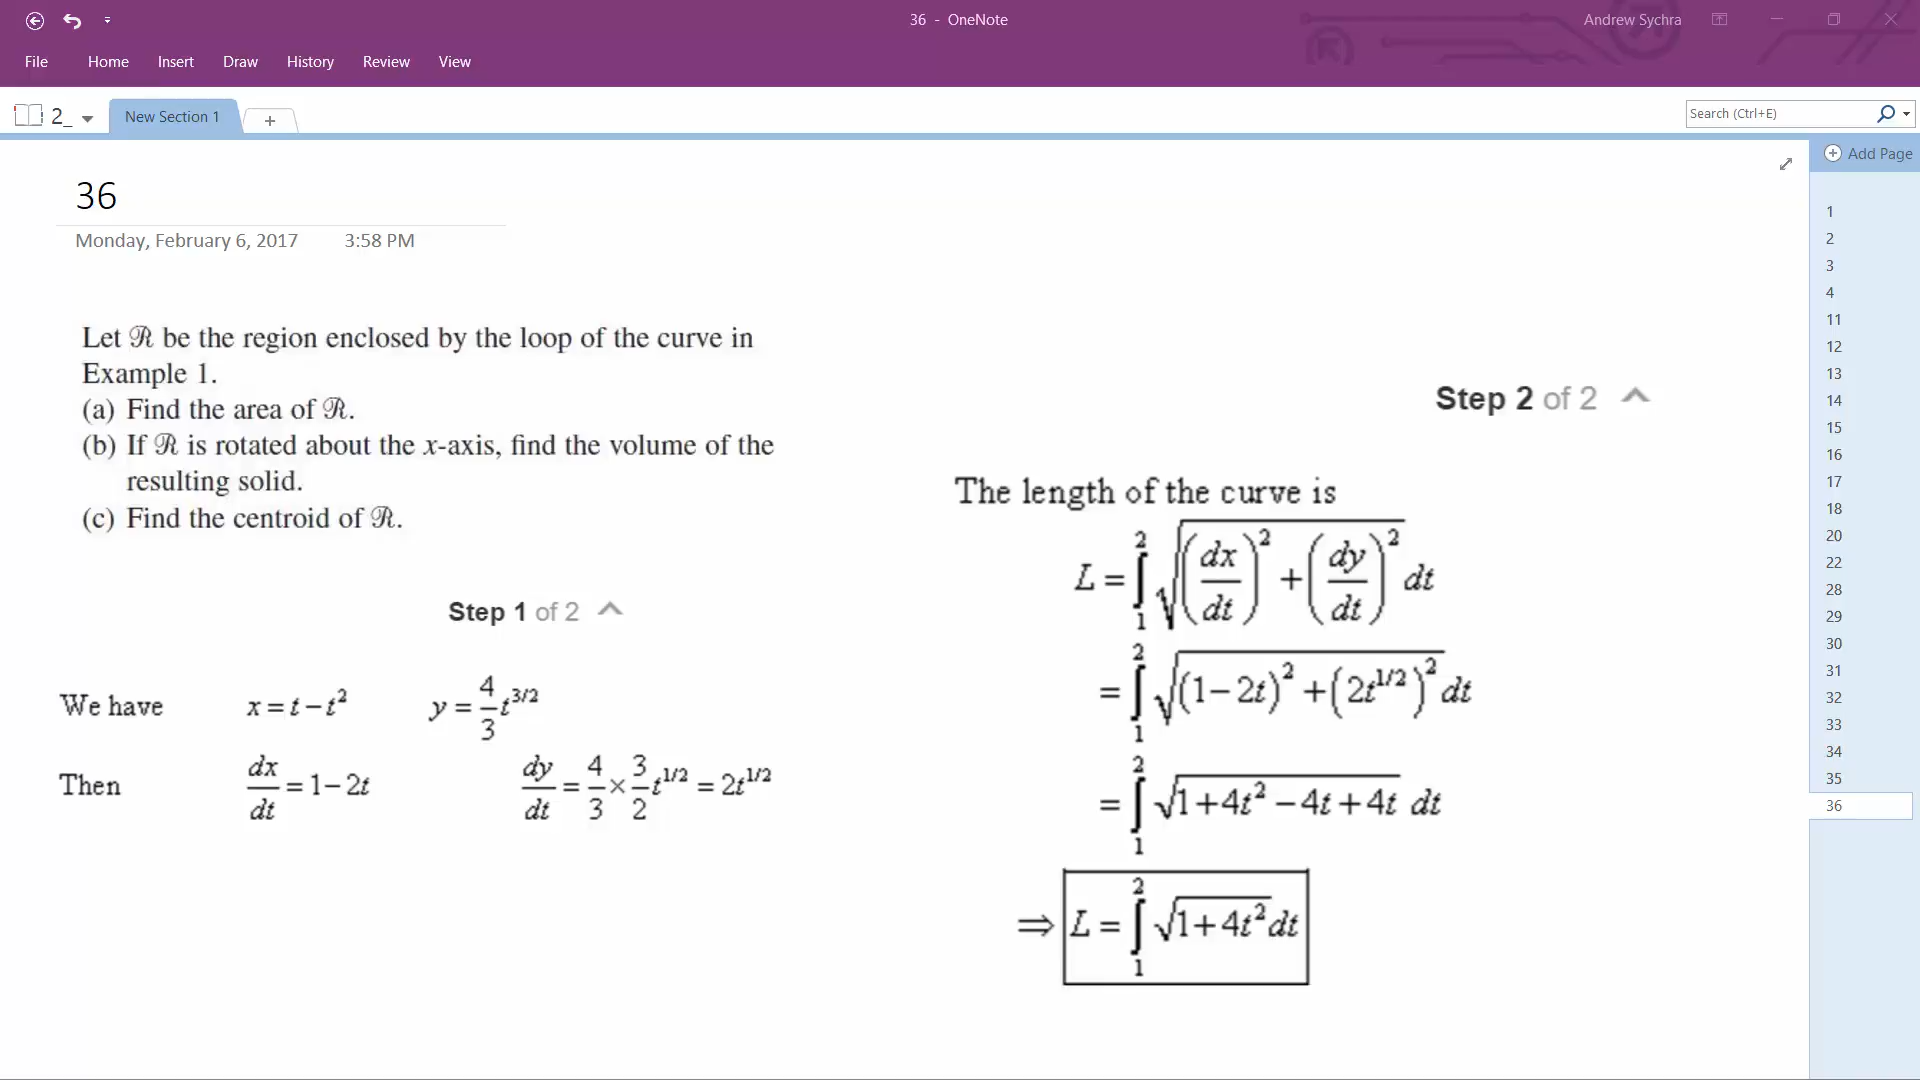 36 - OneNote
Andrew Sychra
File Home Insert Draw History Review View
2_
New Section 1
+
Search (Ctrl+E)
Add Page
36
Monday, February 6, 2017 3:58 PM
Let ℛ be the region enclosed by the loop of the curve in
Example 1.
(a) Find the area of ℛ.
(b) If ℛ is rotated about the x-axis, find the volume of the
resulting solid.
(c) Find the centroid of ℛ.
Step 1 of 2
We have x = t − t² y = 4/3 t^{3/2}
Then dx/dt = 1 − 2t dy/dt = 4/3 × 3/2 t^{1/2} = 2t^{1/2}
Step 2 of 2
The length of the curve is
L = ∫₁² √((dx/dt)² + (dy/dt)²) dt
= ∫₁² √((1 − 2t)² + (2t^{1/2})²) dt
= ∫₁² √(1 + 4t² − 4t + 4t) dt
⇒ L = ∫₁² √(1 + 4t²) dt
1
2
3
4
11
12
13
14
15
16
17
18
20
22
28
29
30
31
32
33
34
35
36